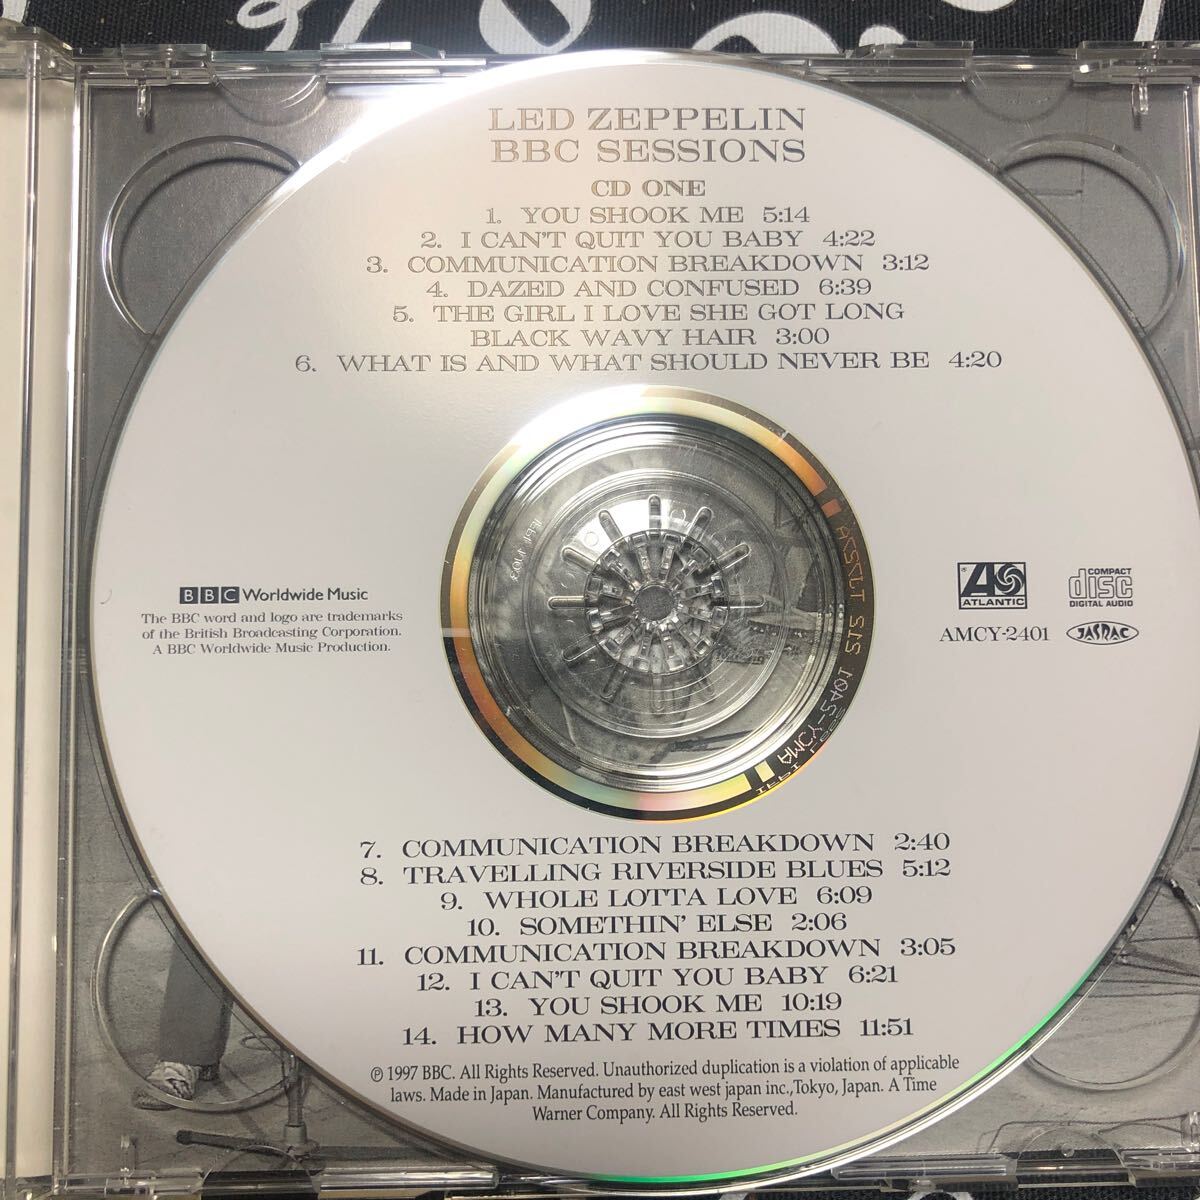 LED ZEPPELIN
BBC SESSIONS
CD ONE
1. YOU SHOOK ME 5:14
2. I CAN'T QUIT YOU BABY 4:22
3. COMMUNICATION BREAKDOWN 3:12
4. DAZED AND CONFUSED 6:39
5. THE GIRL I LOVE SHE GOT LONG
BLACK WAVY HAIR 3:00
6. WHAT IS AND WHAT SHOULD NEVER BE 4:20
BBC Worldwide Music
The BBC word and logo are trademarks
of the British Broadcasting Corporation.
A BBC Worldwide Music Production.
ATLANTIC
COMPACT
disc
DIGITAL AUDIO
AMCY-2401
JASRAC
AMCY-2401
7. COMMUNICATION BREAKDOWN 2:40
8. TRAVELLING RIVERSIDE BLUES 5:12
9. WHOLE LOTTA LOVE 6:09
10. SOMETHIN' ELSE 2:06
11. COMMUNICATION BREAKDOWN 3:05
12. I CAN'T QUIT YOU BABY 6:21
13. YOU SHOOK ME 10:19
14. HOW MANY MORE TIMES 11:51
℗ 1997 BBC. All Rights Reserved. Unauthorized duplication is a violation of applicable
laws. Made in Japan. Manufactured by east west japan inc.,Tokyo, Japan. A Time
Warner Company. All Rights Reserved.